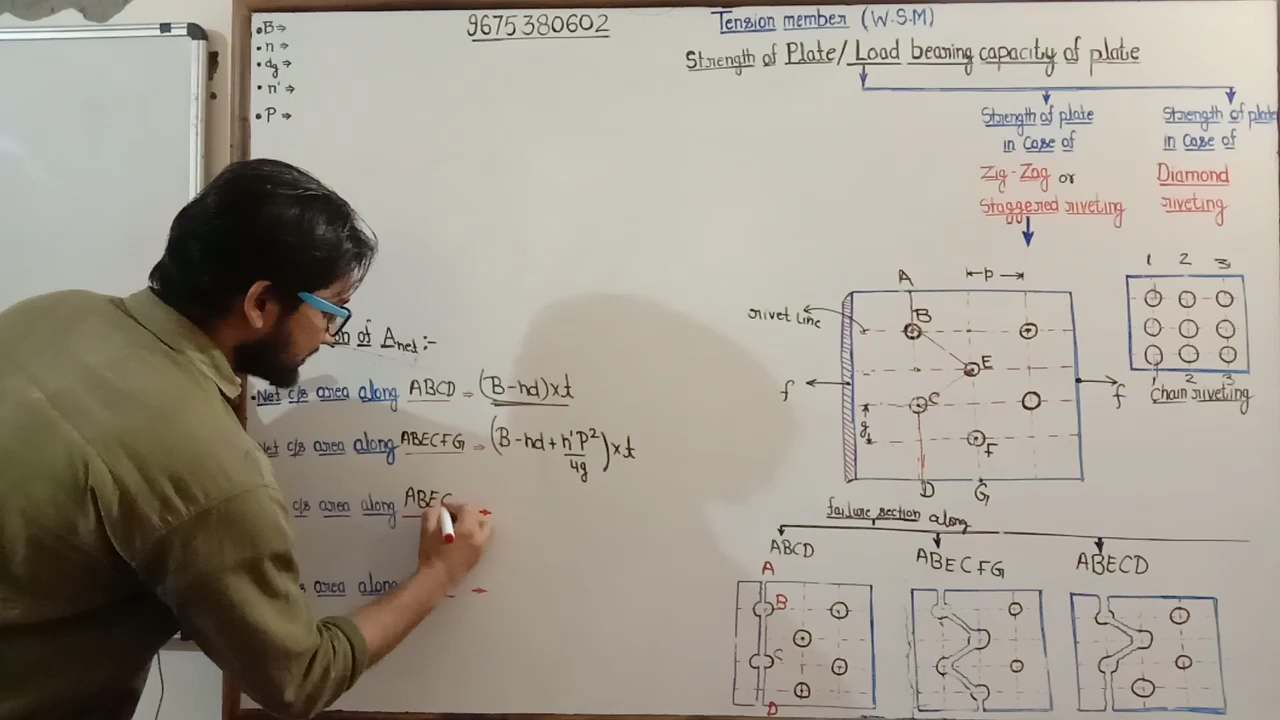 • B ⇒
• n ⇒
• dg ⇒
• n' ⇒
• P ⇒
9675380602
Tension member (W.S.M)
Strength of Plate/Load bearing capacity of plate
Strength of plate
in case of
Zig-Zag or
Staggered riveting
Strength of plate
in case of
Diamond
riveting
1 2 3
1 2 3
Chain riveting
A
p
B
rivet line
E
f
C
f
g
F
D
G
of Anet :-
• Net c/s area along ABCD = (B-nd)×t
Net c/s area along ABECFG = (B-nd+n'P²/4g)×t
c/s area along ABEC →
area along →
failure section along
ABCD
ABECFG
ABECD
A
B
C
D